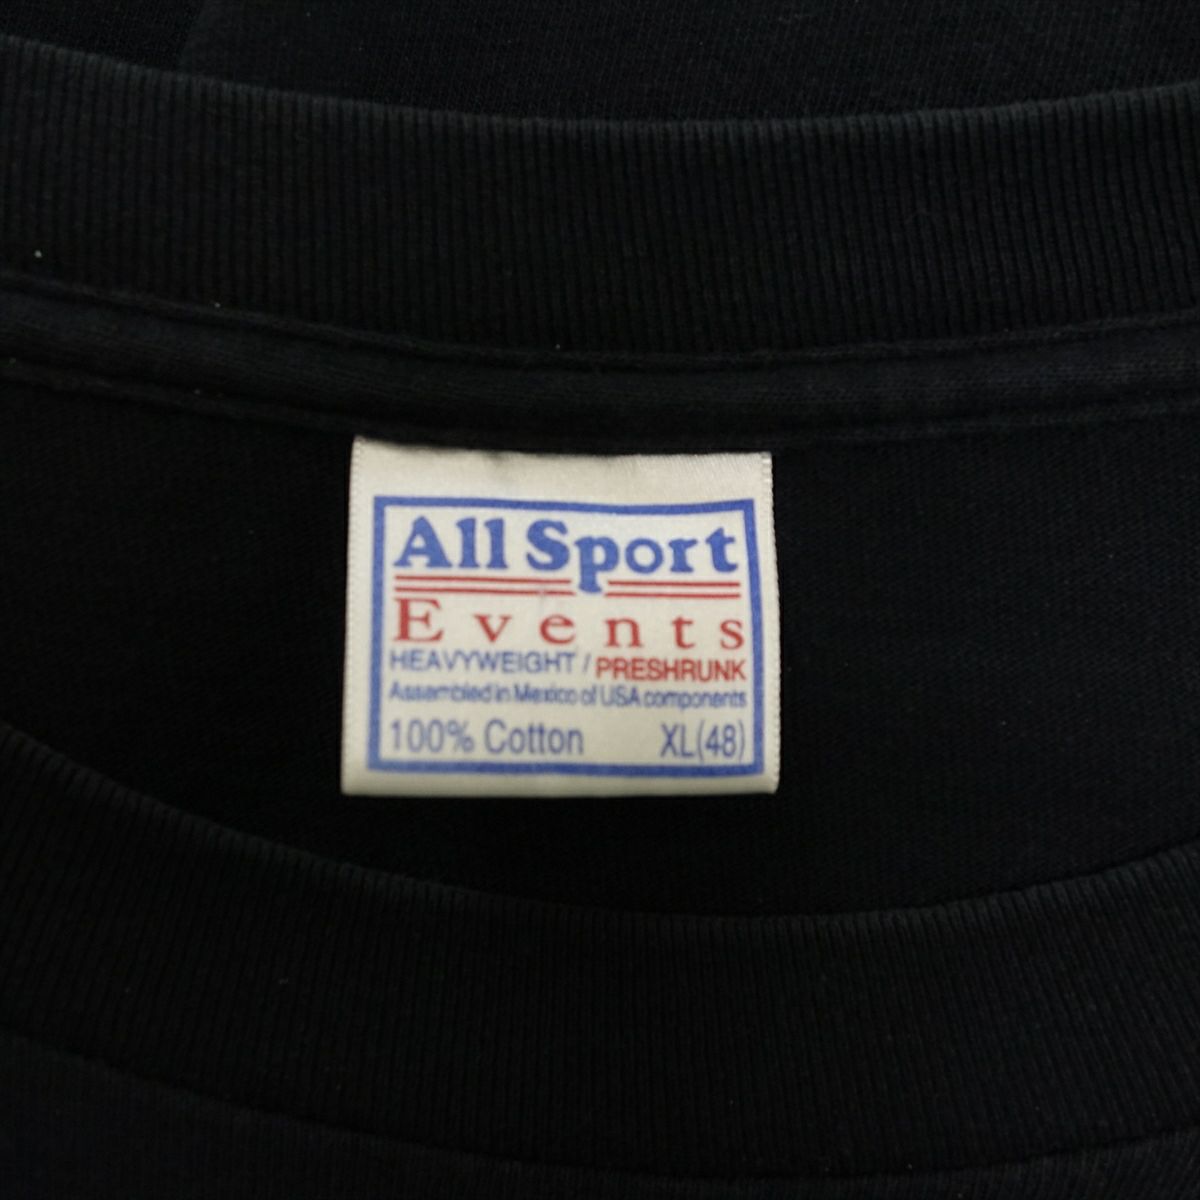 All Sport
Events
HEAVYWEIGHT / PRESHRUNK
Assembled in Mexico of USA components
100% Cotton XL(48)